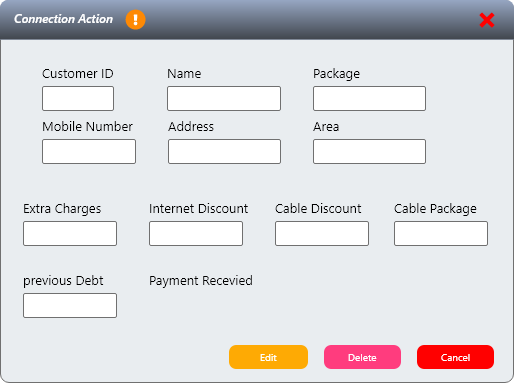 Connection Action !
Customer ID Name Package
Mobile Number Address Area
Extra Charges Internet Discount Cable Discount Cable Package
previous Debt Payment Recevied
Edit Delete Cancel